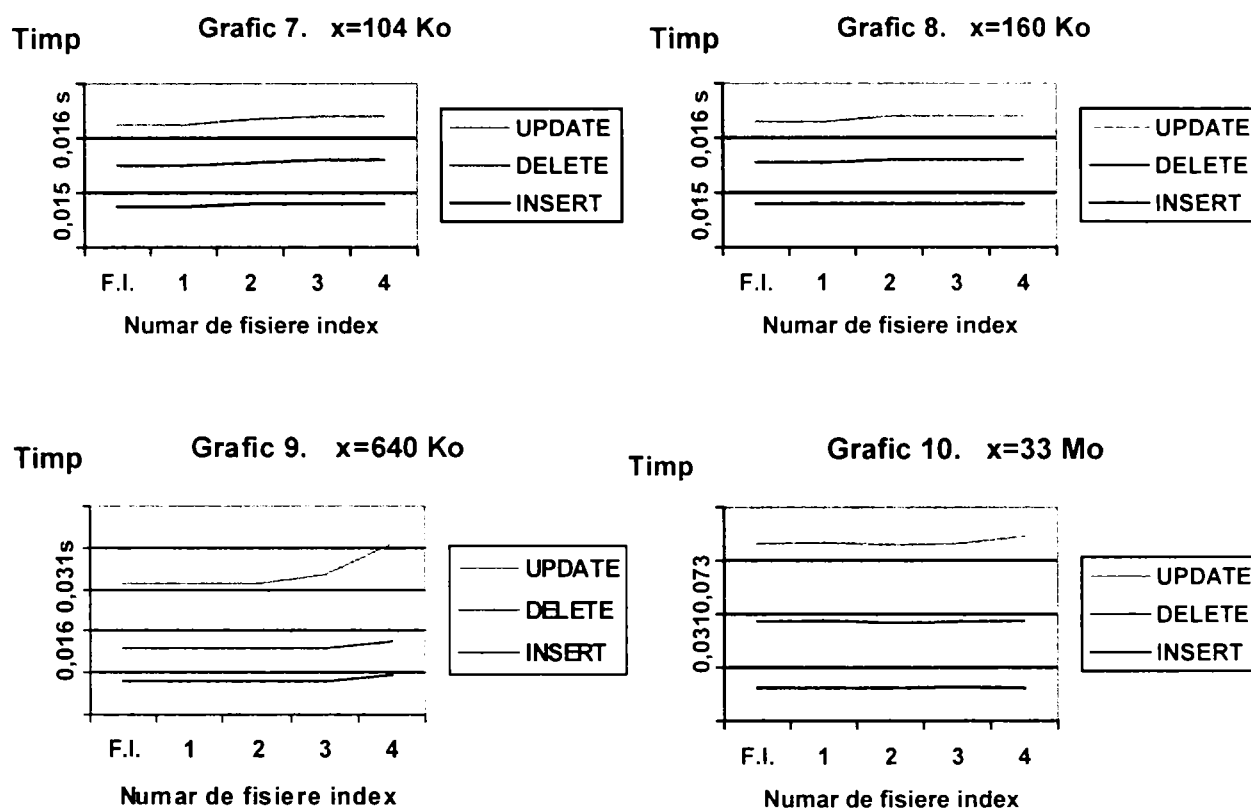 Timp
Grafic 7. x=104 Ko
0,016 s
0,015
F.I. 1 2 3 4
Numar de fisiere index
UPDATE
DELETE
INSERT
Timp
Grafic 8. x=160 Ko
0,016 s
0,015
F.I. 1 2 3 4
Numar de fisiere index
UPDATE
DELETE
INSERT
Timp
Grafic 9. x=640 Ko
0,031s
0,016
F.I. 1 2 3 4
Numar de fisiere index
UPDATE
DELETE
INSERT
Timp
Grafic 10. x=33 Mo
0,073
0,031
F.I. 1 2 3 4
Numar de fisiere index
UPDATE
DELETE
INSERT